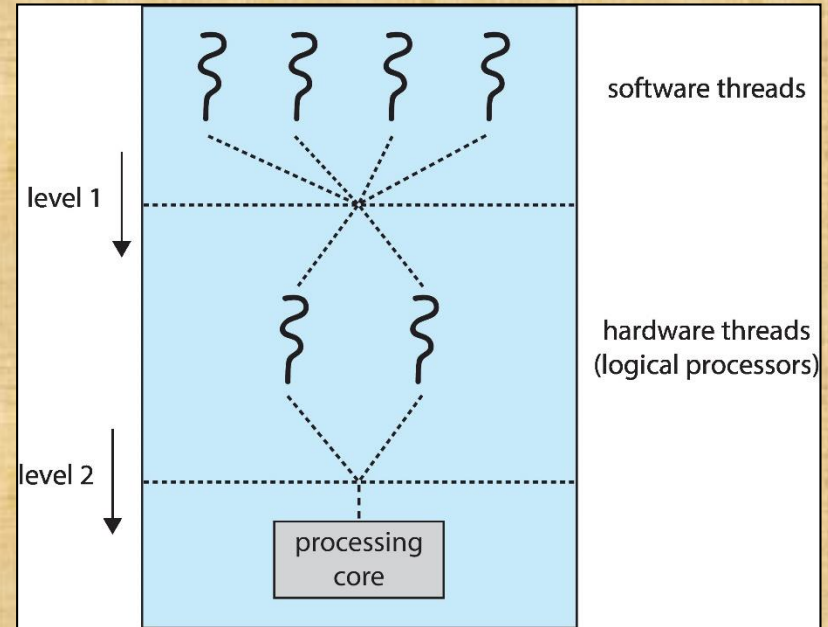 software threads
level 1
hardware threads
(logical processors)
level 2
processing
core